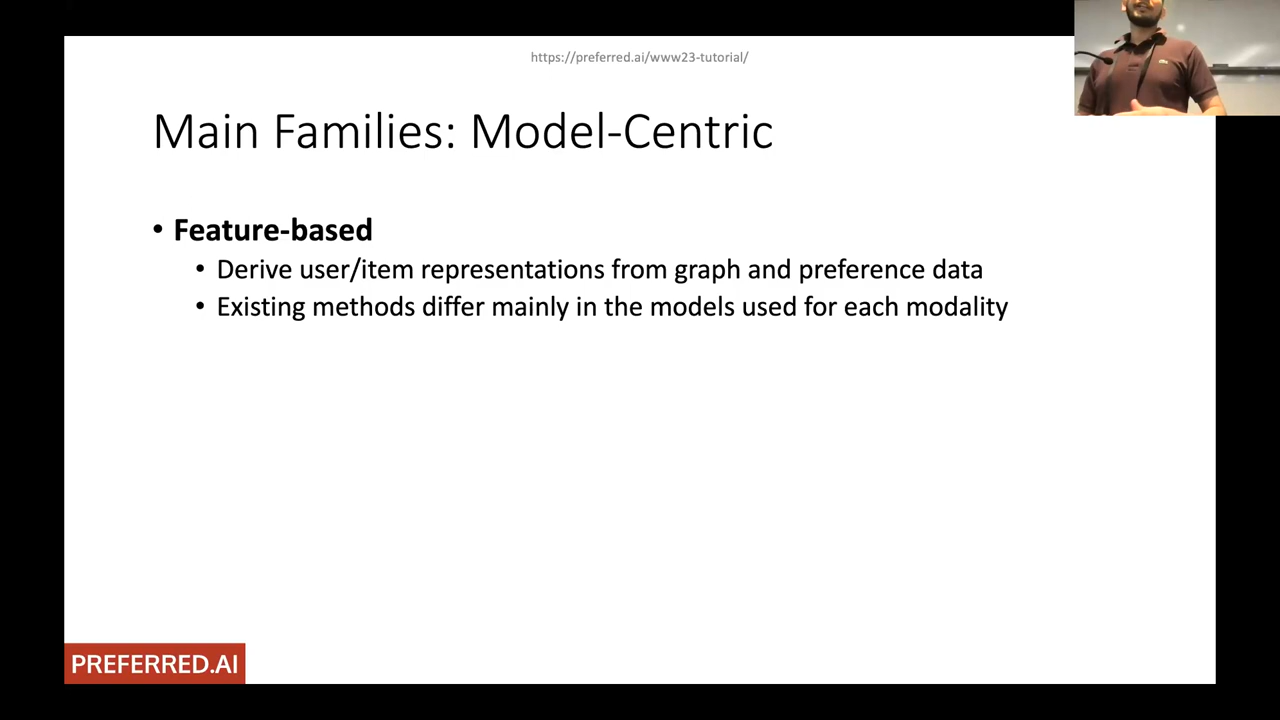 https://preferred.ai/www23-tutorial/
Main Families: Model-Centric
• Feature-based
• Derive user/item representations from graph and preference data
• Existing methods differ mainly in the models used for each modality
PREFERRED.AI